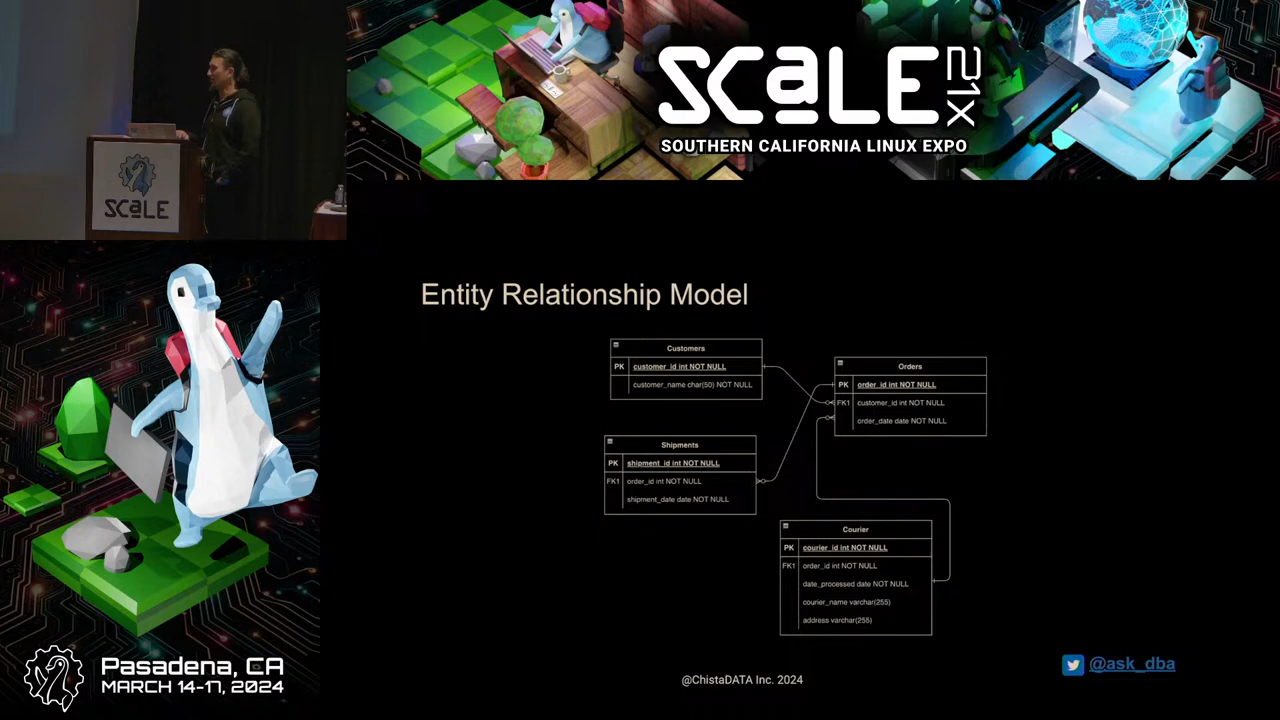 SCaLE 21X
SOUTHERN CALIFORNIA LINUX EXPO
SCaLE
Entity Relationship Model
Customers
PK customer_id int NOT NULL
customer_name char(50) NOT NULL
Orders
PK order_id int NOT NULL
FK1 customer_id int NOT NULL
order_date date NOT NULL
Shipments
PK shipment_id int NOT NULL
FK1 order_id int NOT NULL
shipment_date date NOT NULL
Courier
PK courier_id int NOT NULL
FK1 order_id int NOT NULL
date_processed date NOT NULL
courier_name varchar(255)
address varchar(255)
Pasadena, CA
MARCH 14-17, 2024
@ChistaDATA Inc. 2024
@ask_dba